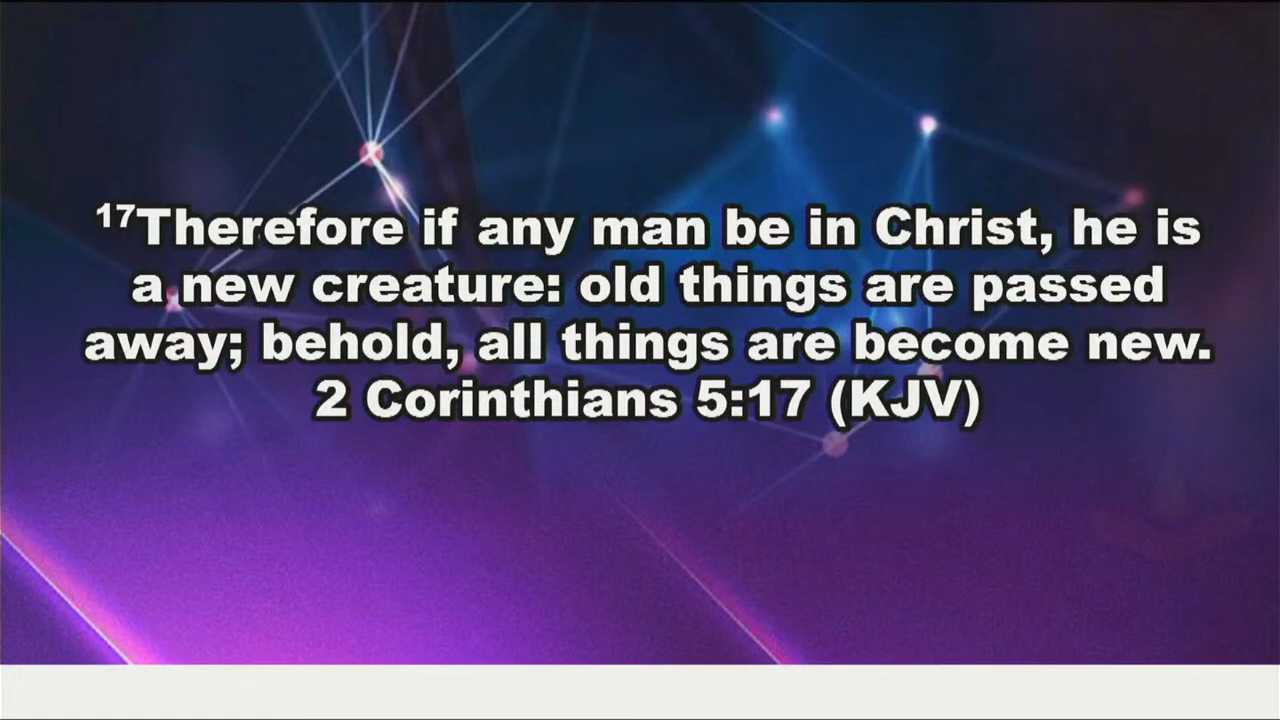 17Therefore if any man be in Christ, he is
a new creature: old things are passed
away; behold, all things are become new.
2 Corinthians 5:17 (KJV)